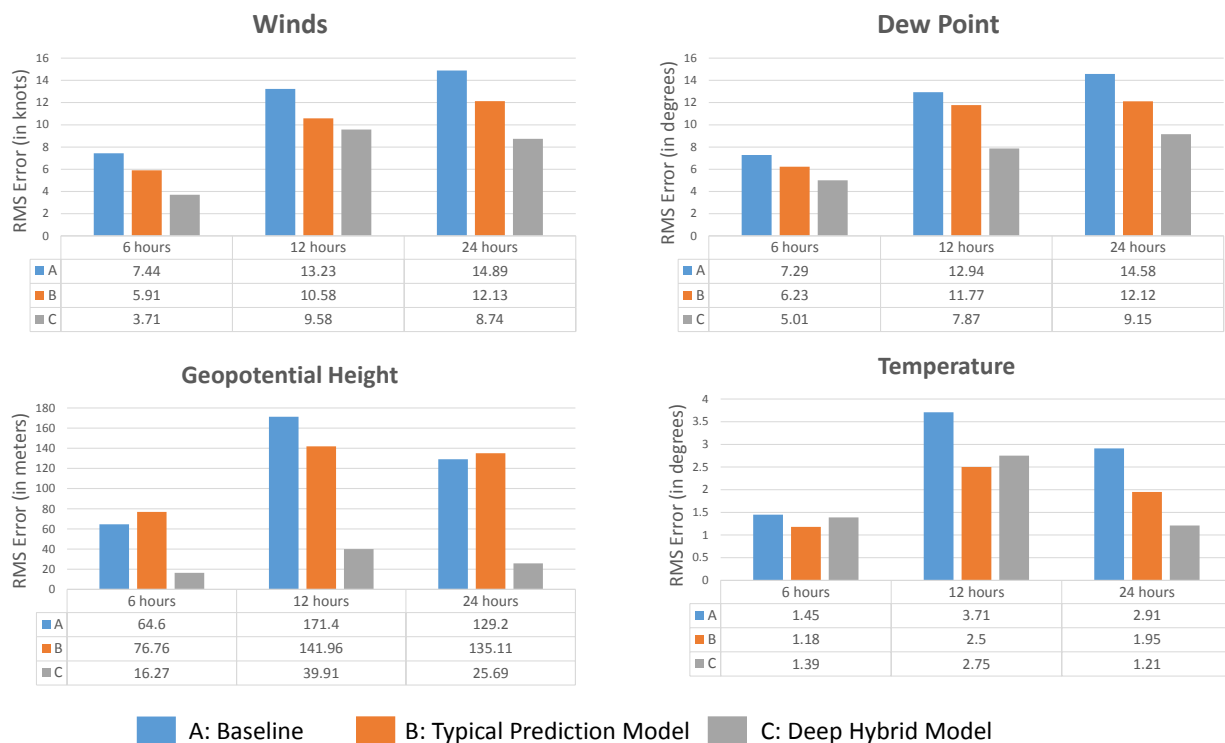 Winds
RMS Error (in knots)
16
14
12
10
8
6
4
2
0
6 hours 12 hours 24 hours
A 7.44 13.23 14.89
B 5.91 10.58 12.13
C 3.71 9.58 8.74
Dew Point
RMS Error (in degrees)
16
14
12
10
8
6
4
2
0
6 hours 12 hours 24 hours
A 7.29 12.94 14.58
B 6.23 11.77 12.12
C 5.01 7.87 9.15
Geopotential Height
RMS Error (in meters)
180
160
140
120
100
80
60
40
20
0
6 hours 12 hours 24 hours
A 64.6 171.4 129.2
B 76.76 141.96 135.11
C 16.27 39.91 25.69
Temperature
RMS Error (in degrees)
4
3.5
3
2.5
2
1.5
1
0.5
0
6 hours 12 hours 24 hours
A 1.45 3.71 2.91
B 1.18 2.5 1.95
C 1.39 2.75 1.21
A: Baseline B: Typical Prediction Model C: Deep Hybrid Model